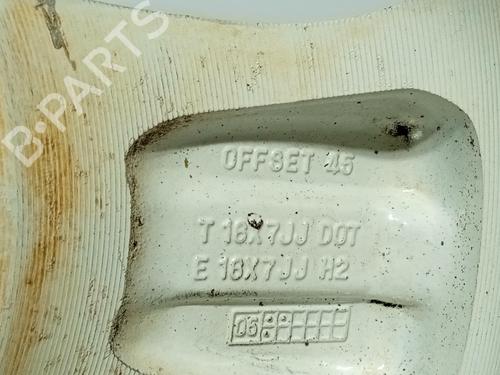 B-PARTS
OFFSET 45
T 16X7JJ DOT
E 16X7JJ H2
05